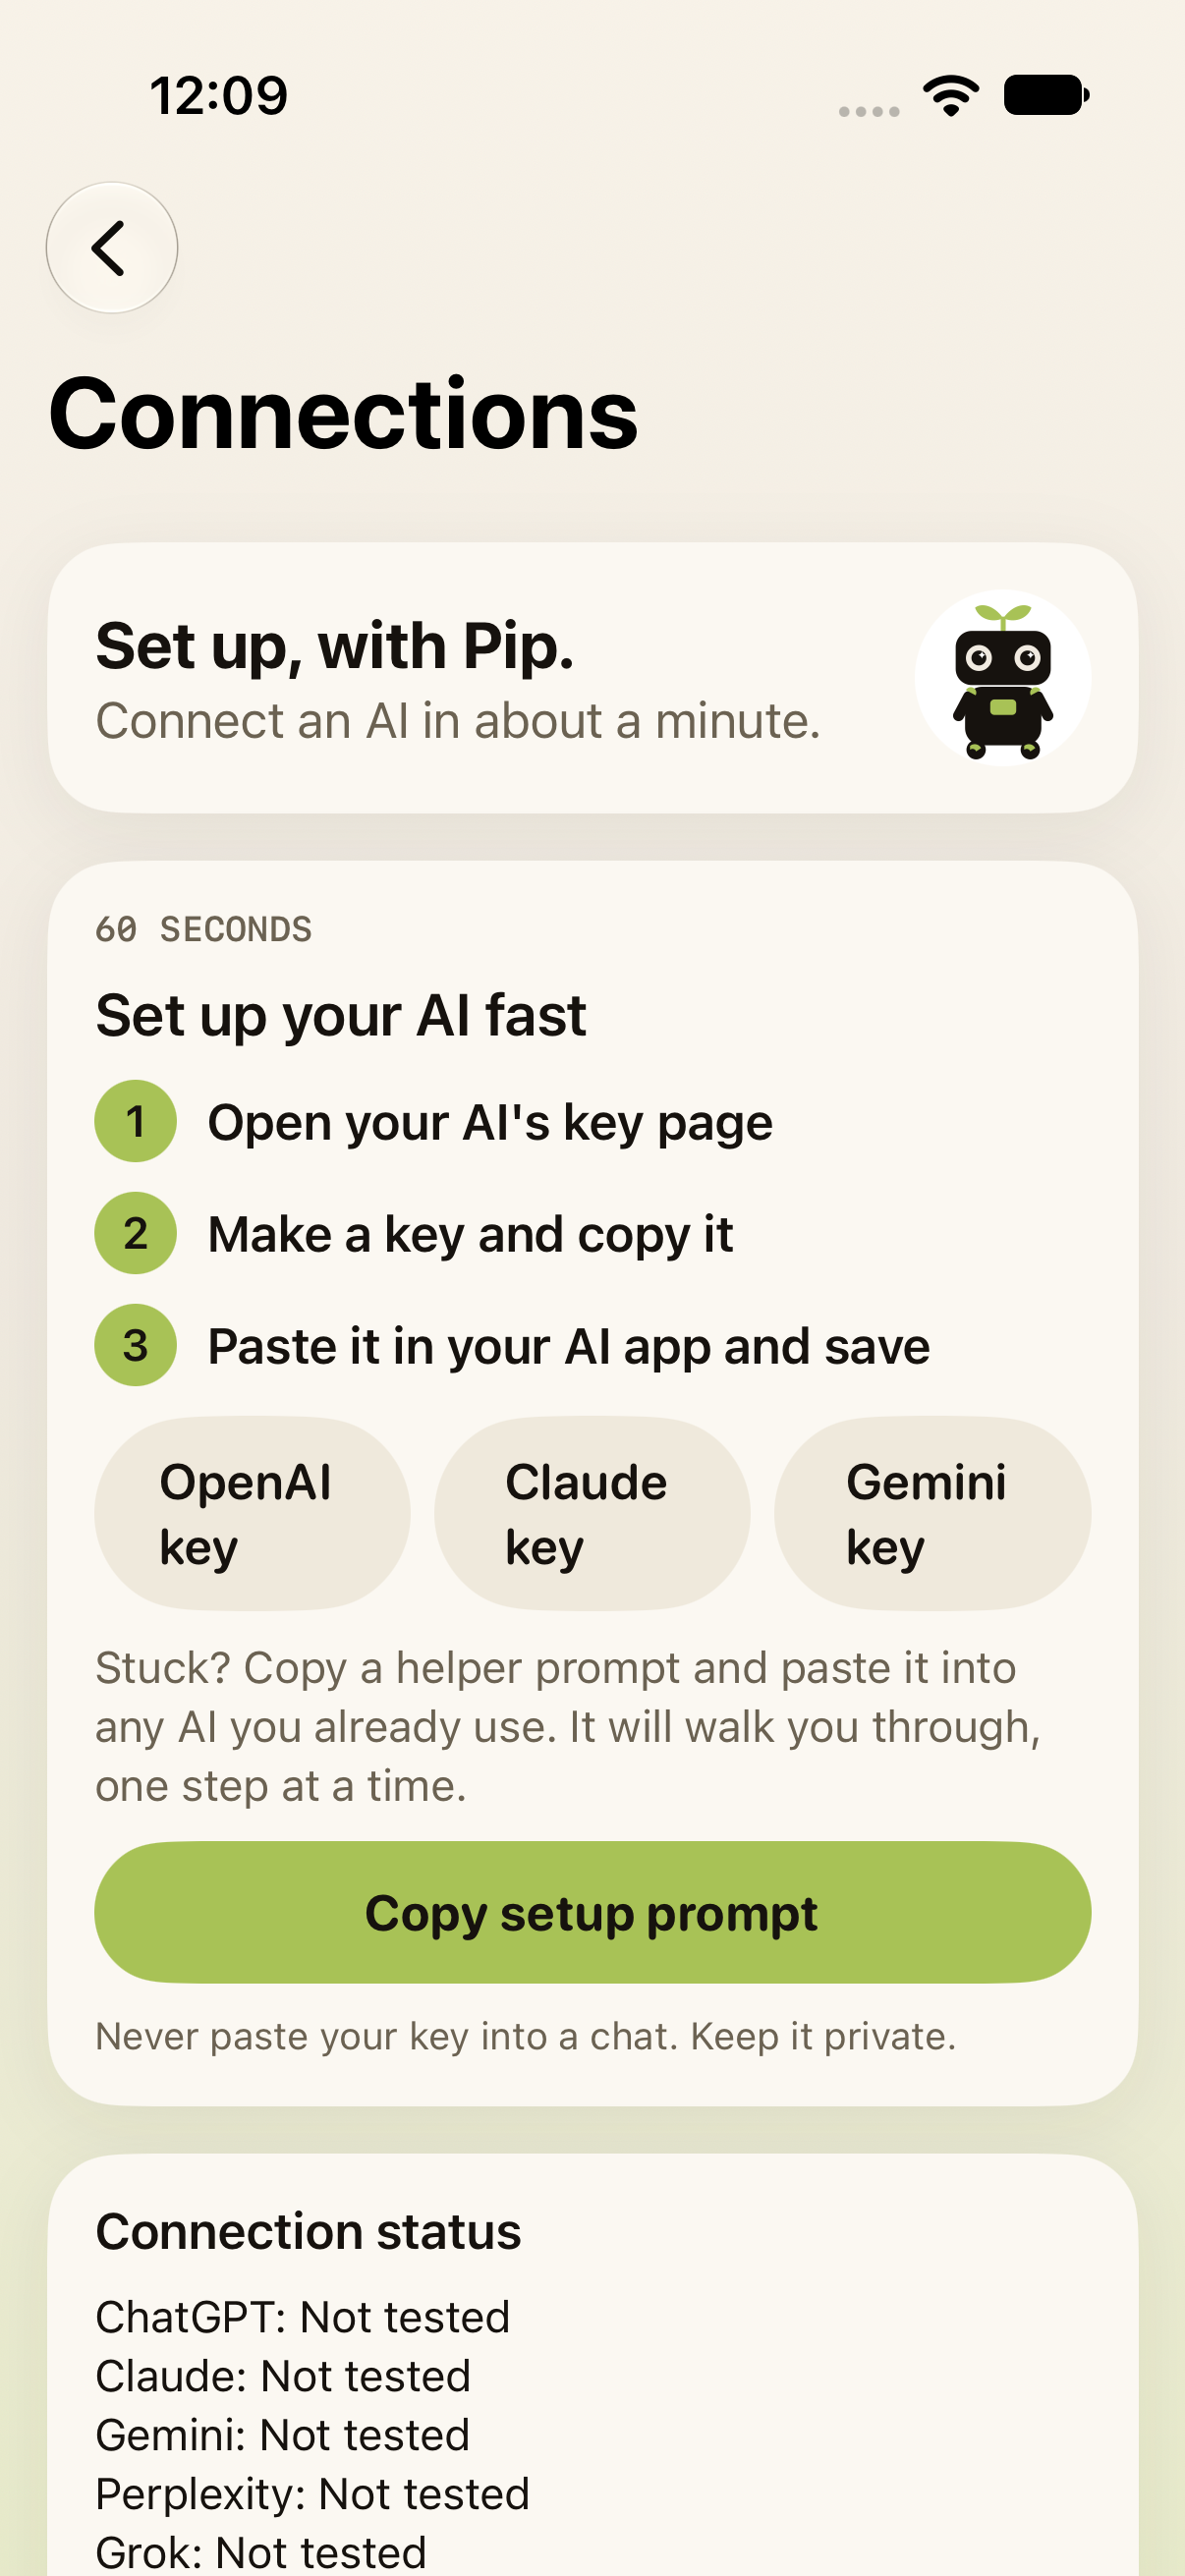 12:09
Connections
Set up, with Pip.
Connect an AI in about a minute.
60 SECONDS
Set up your AI fast
1 Open your AI's key page
2 Make a key and copy it
3 Paste it in your AI app and save
OpenAI key
Claude key
Gemini key
Stuck? Copy a helper prompt and paste it into
any AI you already use. It will walk you through,
one step at a time.
Copy setup prompt
Never paste your key into a chat. Keep it private.
Connection status
ChatGPT: Not tested
Claude: Not tested
Gemini: Not tested
Perplexity: Not tested
Grok: Not tested